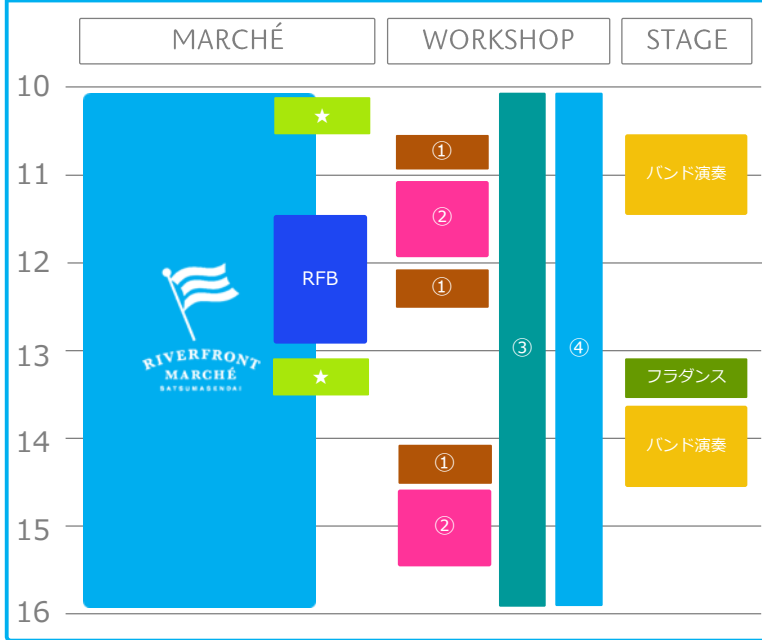 MARCHÉ
WORKSHOP
STAGE
10
11
12
13
14
15
16
★
RFB
★
RIVERFRONT
MARCHÉ
SATSUMASENDAI
①
②
①
①
②
③
④
バンド演奏
フラダンス
バンド演奏